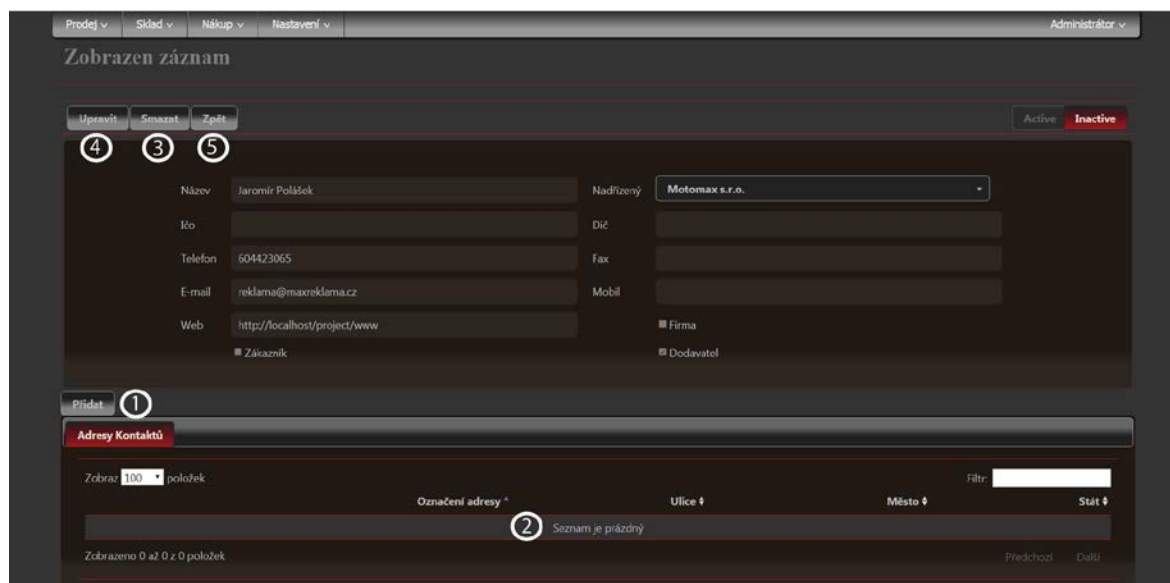 Prodej Sklad Nákup Nastavení Administrátor
Zobrazen záznam
Upravit Smazat Zpět Active Inactive
4 3 5
Název Jaromír Polášek Nadřízený Motomax s.r.o.
Ičo Dič
Telefon 604423065 Fax
E-mail reklama@maxreklama.cz Mobil
Web http://localhost/project/www Firma
Zákazník Dodavatel
Přidat 1
Adresy Kontaktů
Zobraz 100 položek Filtr:
Označení adresy Ulice Město Stát
2 Seznam je prázdný
Zobrazeno 0 až 0 z 0 položek Předchozí Další